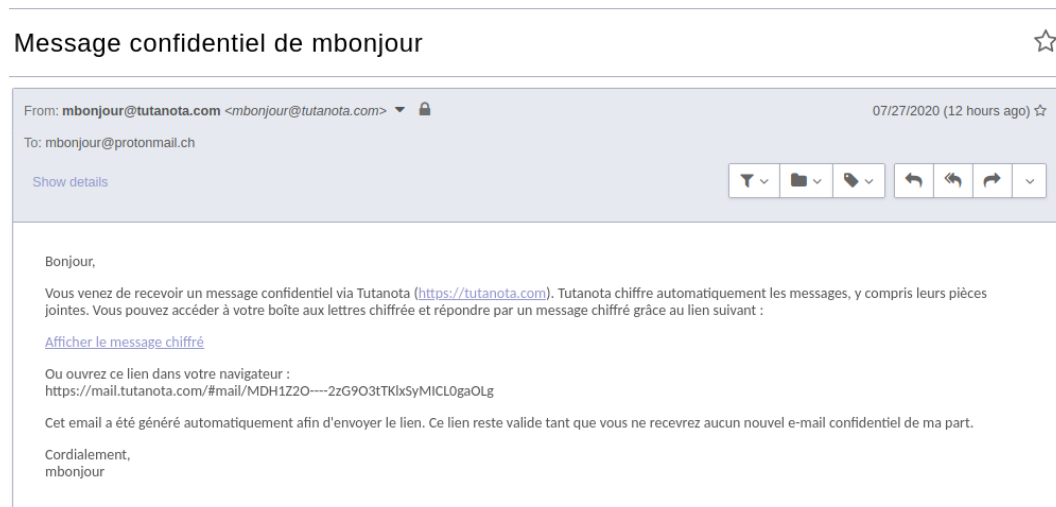 Message confidentiel de mbonjour
From: mbonjour@tutanota.com <mbonjour@tutanota.com>
07/27/2020 (12 hours ago)
To: mbonjour@protonmail.ch
Show details
Bonjour,
Vous venez de recevoir un message confidentiel via Tutanota (https://tutanota.com). Tutanota chiffre automatiquement les messages, y compris leurs pièces
jointes. Vous pouvez accéder à votre boîte aux lettres chiffrée et répondre par un message chiffré grâce au lien suivant :
Afficher le message chiffré
Ou ouvrez ce lien dans votre navigateur :
https://mail.tutanota.com/#mail/MDH1Z2O----2zG9O3tTKlxSyMICL0gaOLg
Cet email a été généré automatiquement afin d'envoyer le lien. Ce lien reste valide tant que vous ne recevrez aucun nouvel e-mail confidentiel de ma part.
Cordialement,
mbonjour